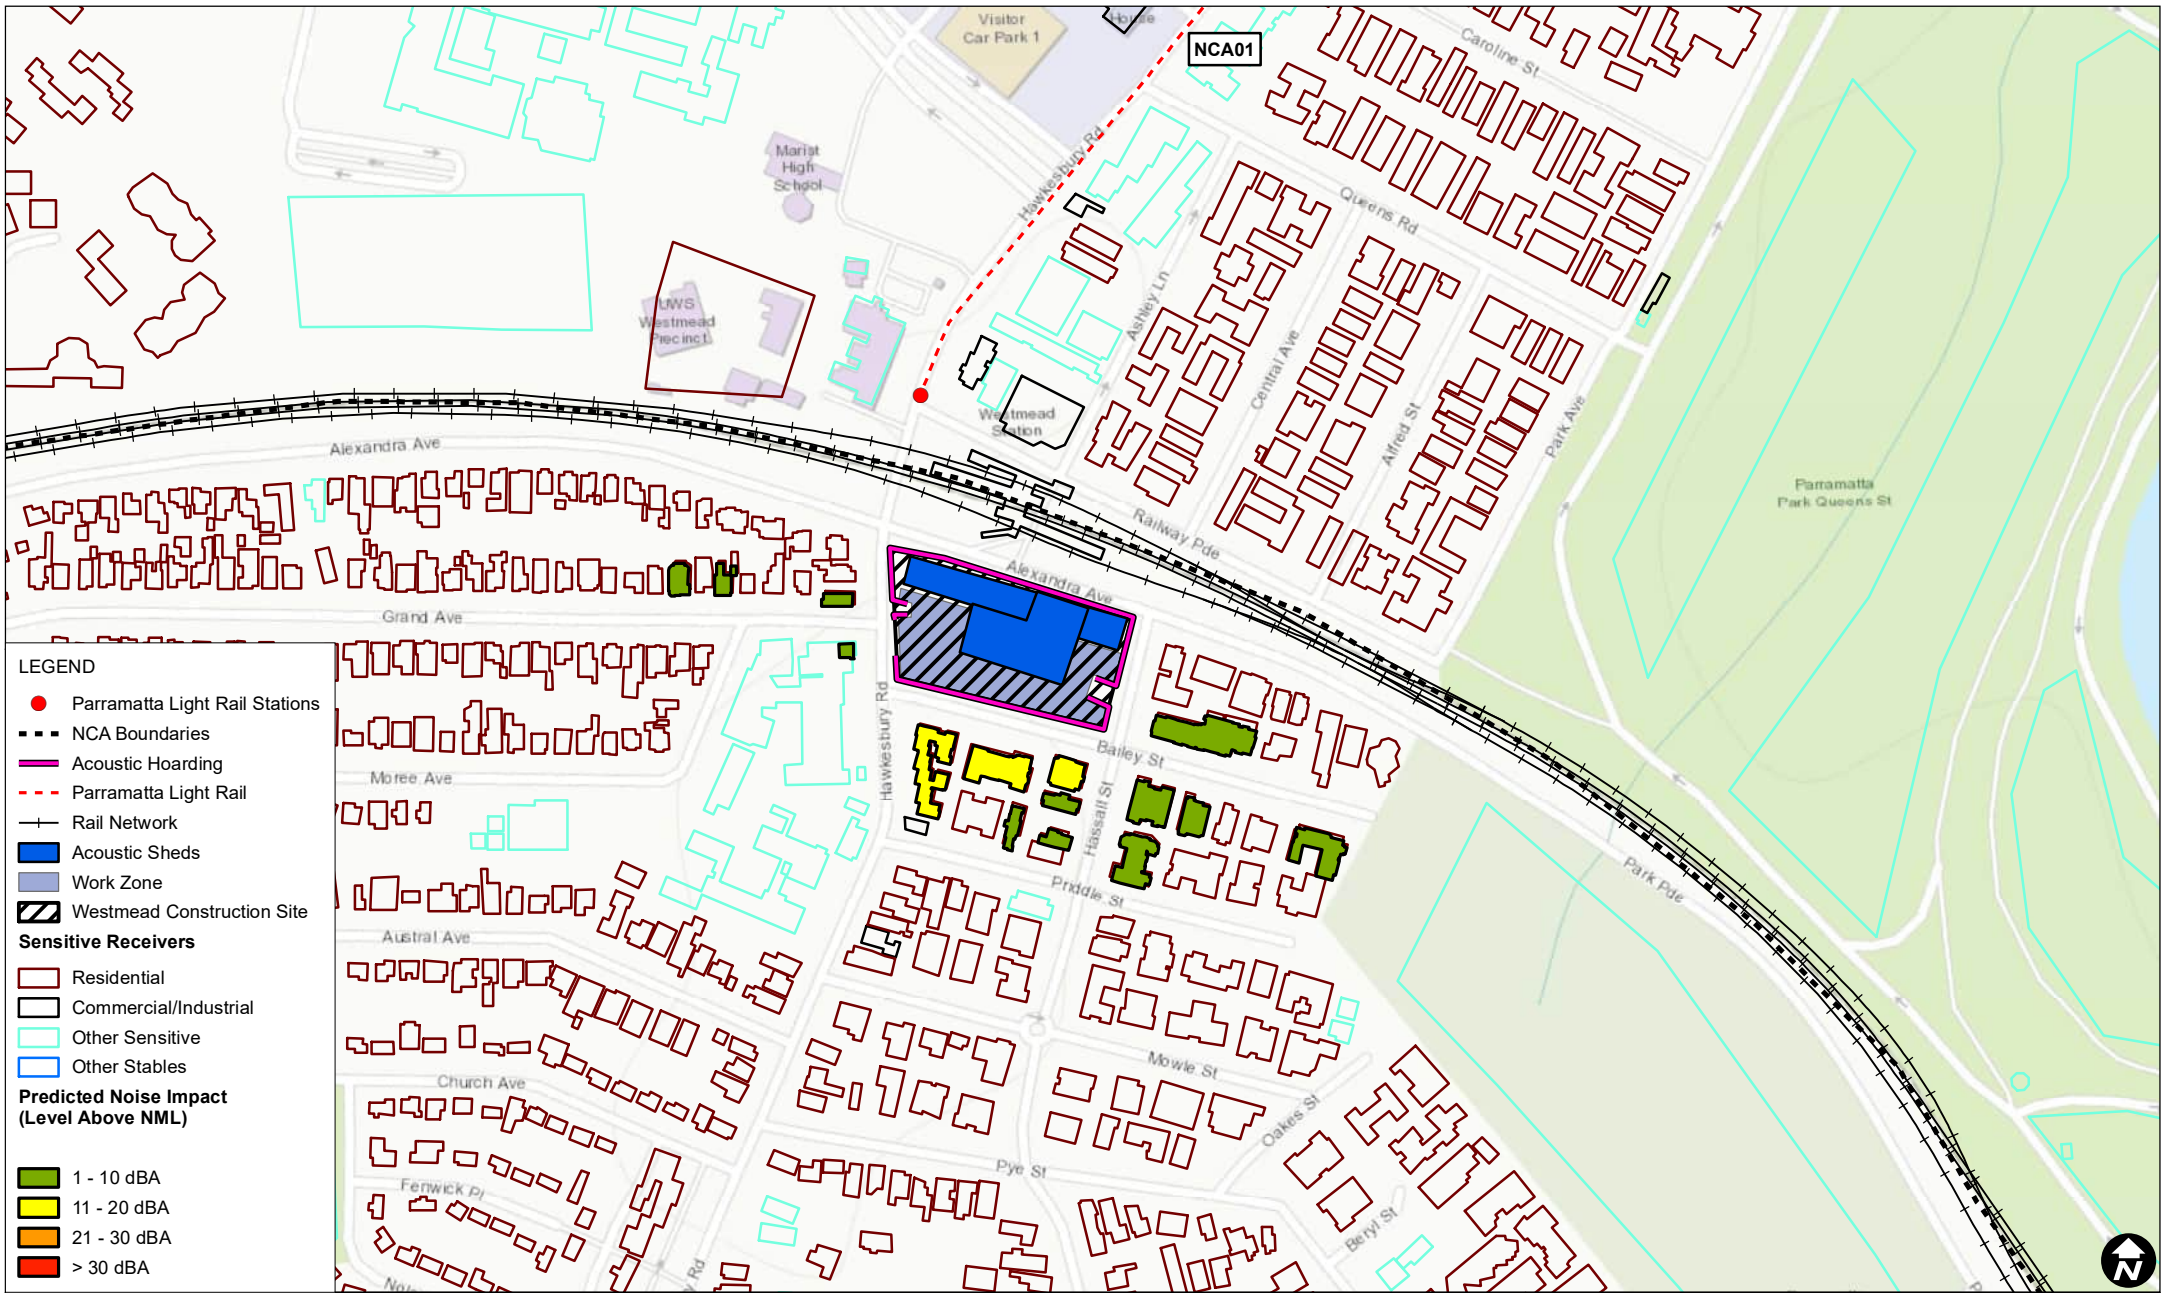 Visitor
Car Park 1
House
NCA01
Caroline St
Marist
High
School
Hawkesbury Rd
Queens Rd
UWS
Westmead
Precinct
Ashley Ln
Central Ave
Westmead
Station
Alfred St
Park Ave
Alexandra Ave
Parramatta
Park Queens St
Railway Pde
Alexandra Ave
Grand Ave
Hawkesbury Rd
Bailey St
Moree Ave
Hassall St
Priddle St
Park Pde
Austral Ave
Mowle St
Church Ave
Oakes St
Pye St
Fenwick Pl
Beryl St
LEGEND
Parramatta Light Rail Stations
NCA Boundaries
Acoustic Hoarding
Parramatta Light Rail
Rail Network
Acoustic Sheds
Work Zone
Westmead Construction Site
Sensitive Receivers
Residential
Commercial/Industrial
Other Sensitive
Other Stables
Predicted Noise Impact
(Level Above NML)
1 - 10 dBA
11 - 20 dBA
21 - 30 dBA
> 30 dBA
N